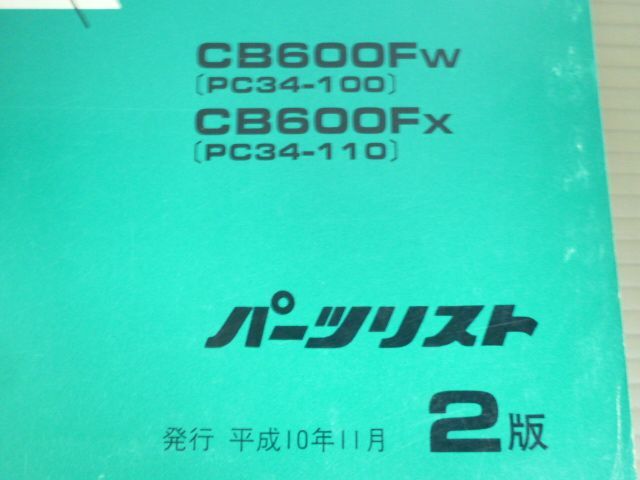 CB600FW
〔PC34-100〕
CB600FX
〔PC34-110〕
パーツリスト
発行 平成10年11月 2版